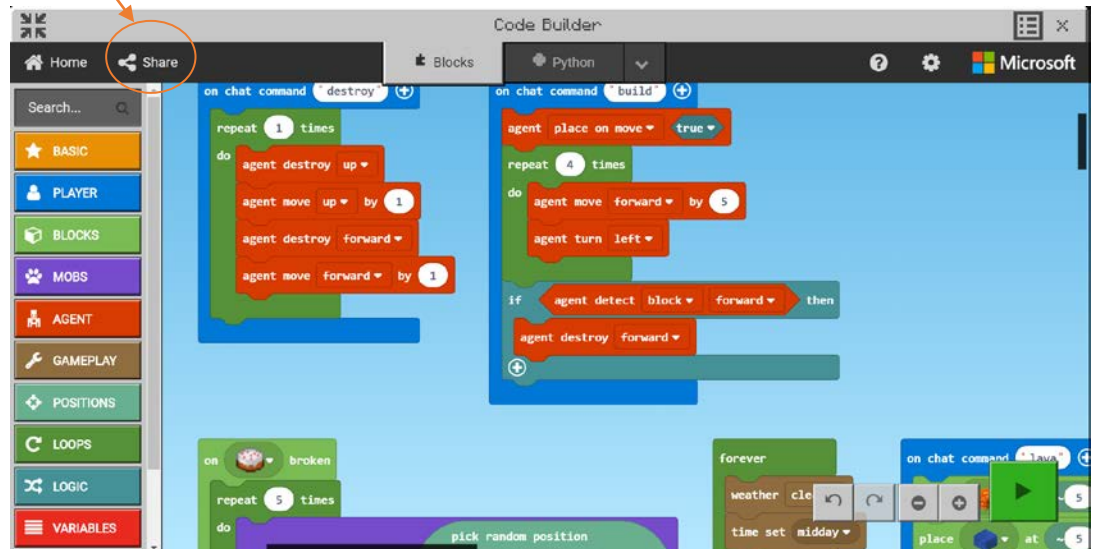 Code Builder
Home
Share
Blocks
Python
Microsoft
Search...
BASIC
PLAYER
BLOCKS
MOBS
AGENT
GAMEPLAY
POSITIONS
LOOPS
LOGIC
VARIABLES
on chat command "destroy"
repeat 1 times
do
agent destroy up
agent move up by 1
agent destroy forward
agent move forward by 1
on chat command "build"
agent place on move true
repeat 4 times
do
agent move forward by 5
agent turn left
if agent detect block forward then
agent destroy forward
on broken
repeat 5 times
do
pick random position
forever
weather cle
time set midday
on chat command "lava"
~ 5
place at ~ 5